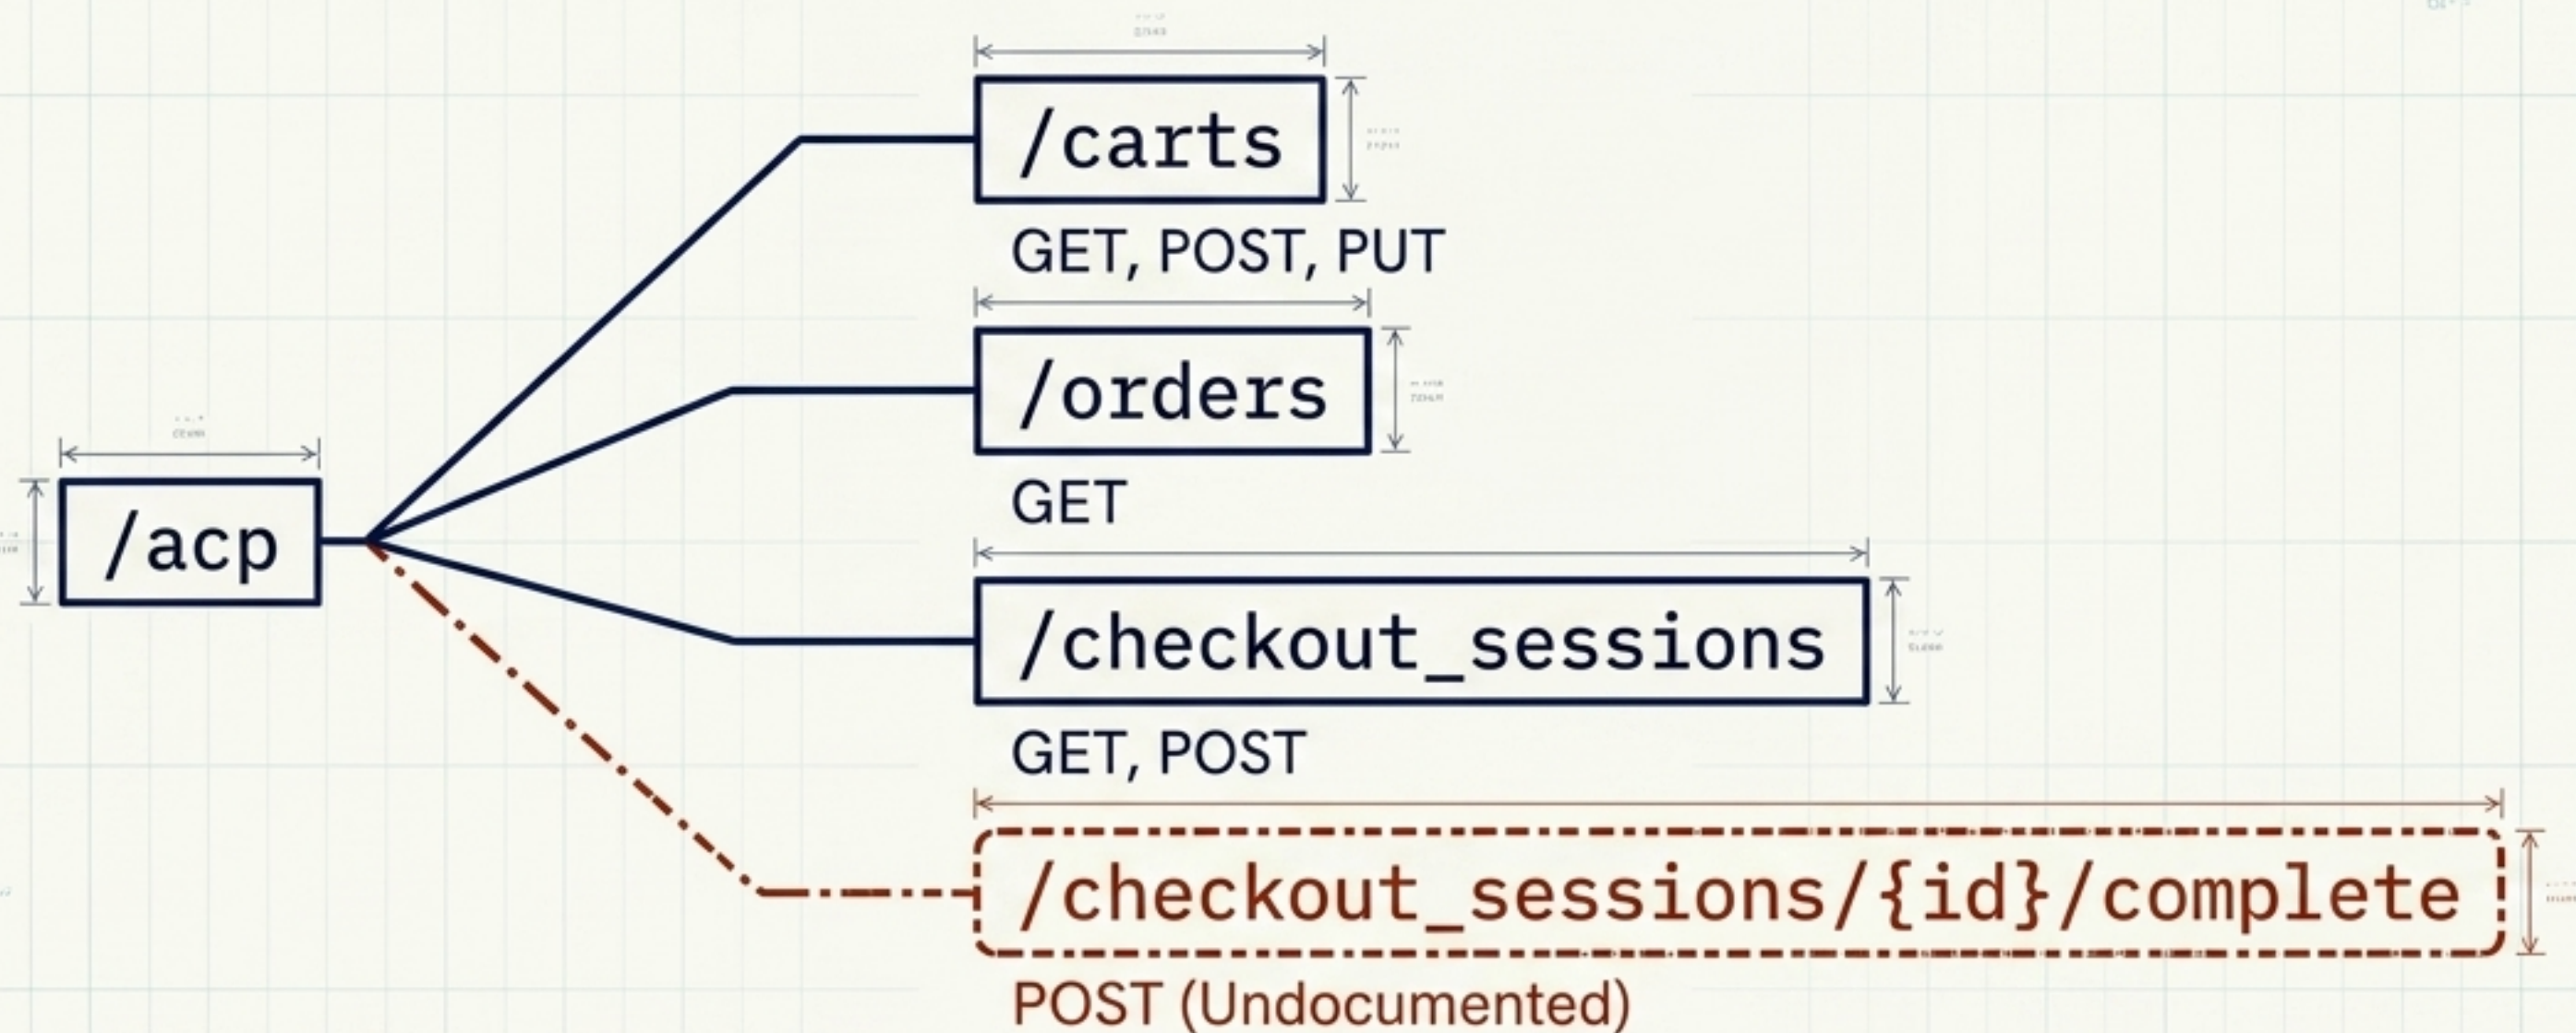 /carts
GET, POST, PUT
/orders
GET
/acp
/checkout_sessions
GET, POST
/checkout_sessions/{id}/complete
POST (Undocumented)